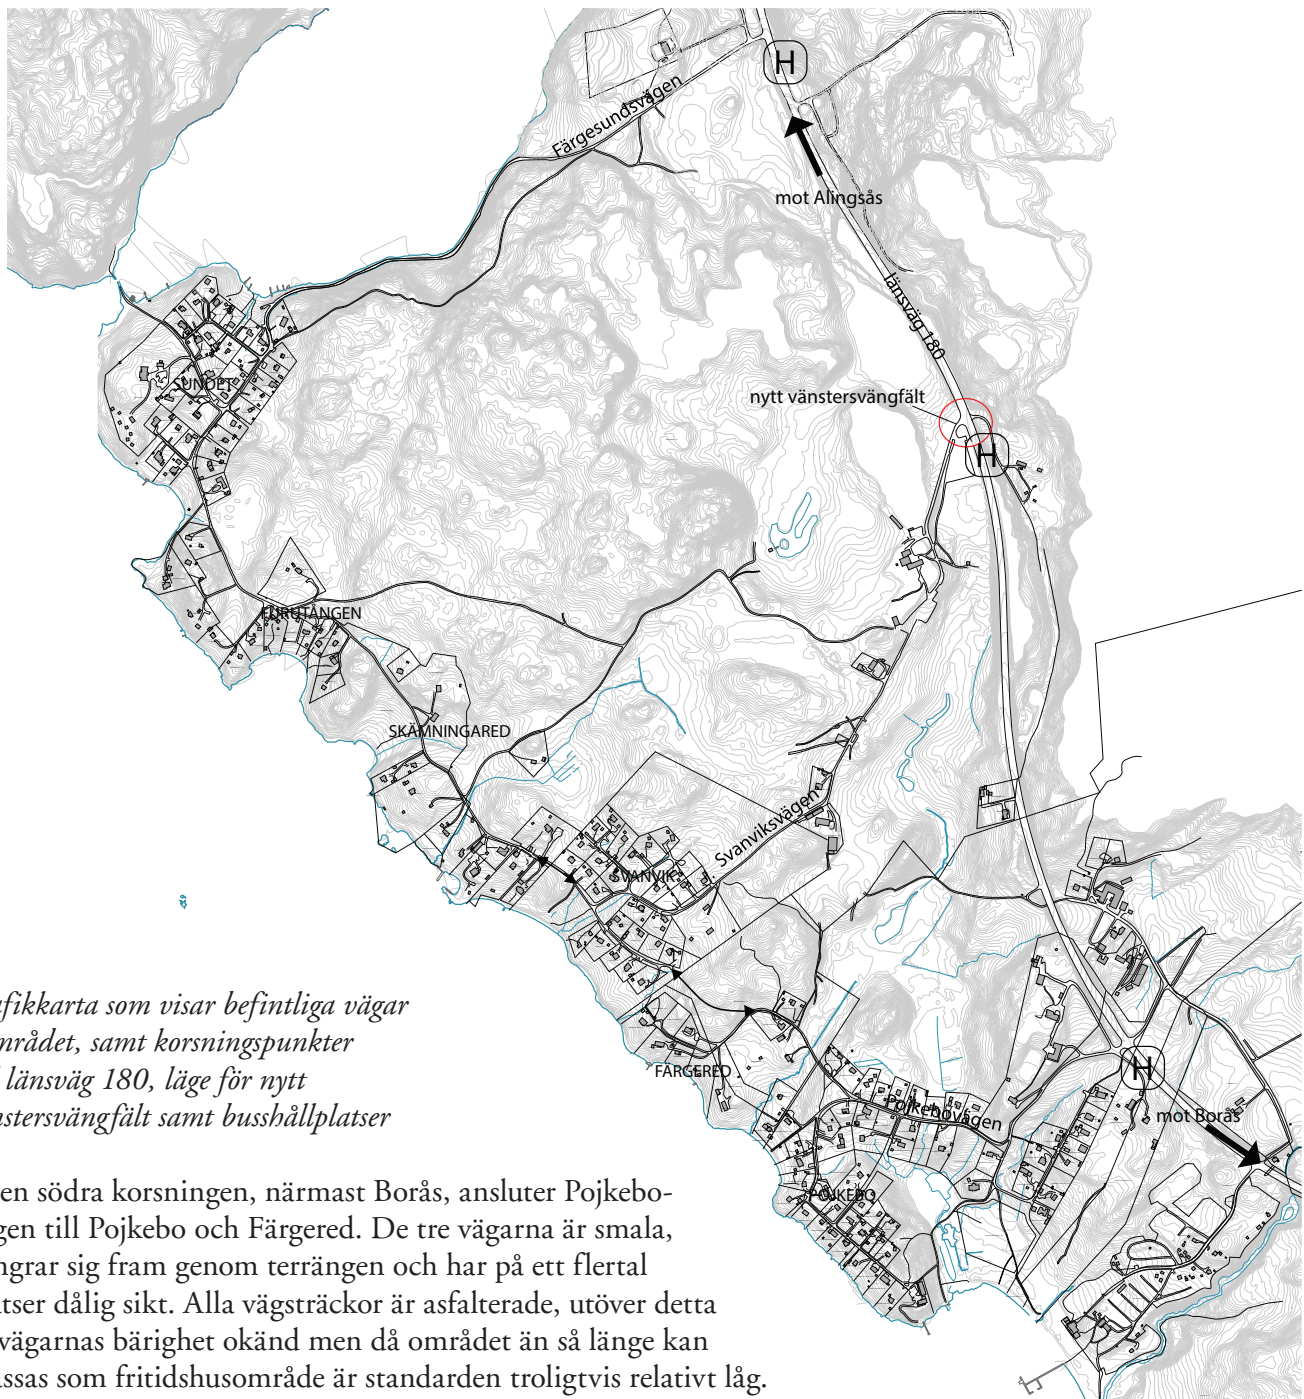 H
Färgesundsvägen
mot Alingsås
länsväg 180
nytt vänstersvängfält
H
SUNDET
FURUTÅNGEN
SKÄMNINGARED
Svanviksvägen
SVANVIK
FÄRGERED
H
mot Borås
Pojkebovägen
POJKEBO
afikkarta som visar befintliga vägar
mrådet, samt korsningspunkter
länsväg 180, läge för nytt
nstersvängfält samt busshållplatser
en södra korsningen, närmast Borås, ansluter Pojkebo-
gen till Pojkebo och Färgered. De tre vägarna är smala,
ngrar sig fram genom terrängen och har på ett flertal
atser dålig sikt. Alla vägsträckor är asfalterade, utöver detta
vägarnas bärighet okänd men då området än så länge kan
assas som fritidshusområde är standarden troligtvis relativt låg.